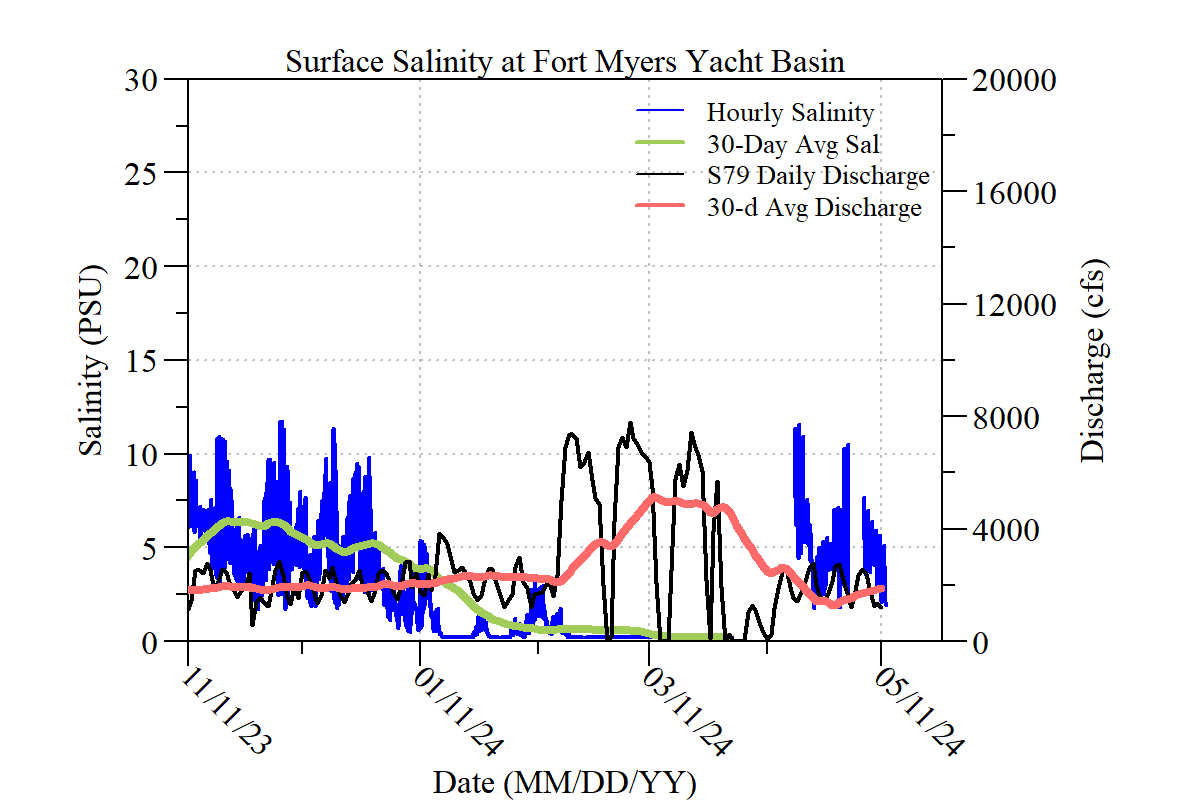 Surface Salinity at Fort Myers Yacht Basin
30
25
20
15
10
5
0
Salinity (PSU)
Hourly Salinity
30-Day Avg Sal
S79 Daily Discharge
30-d Avg Discharge
20000
16000
12000
8000
4000
0
Discharge (cfs)
11/11/23
01/11/24
03/11/24
05/11/24
Date (MM/DD/YY)